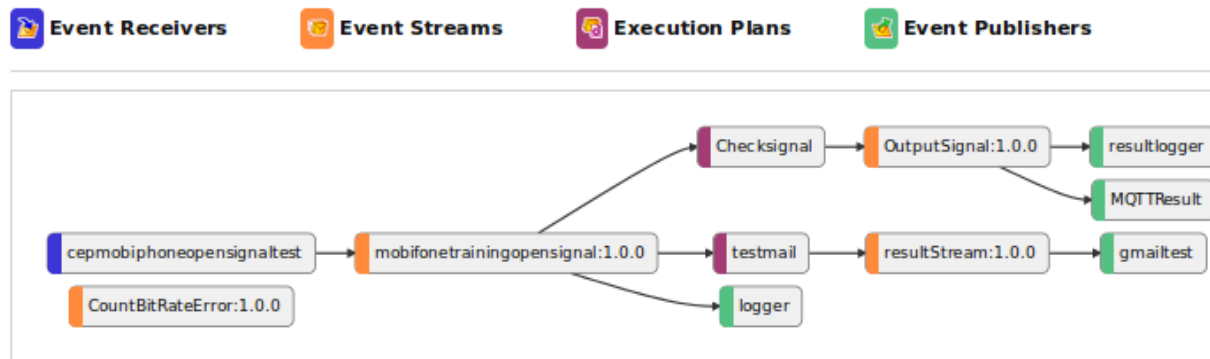 Event Receivers Event Streams Execution Plans Event Publishers
Checksignal OutputSignal:1.0.0 resultlogger
MQTTResult
cepmobiphoneopensignaltest mobifonetrainingopensignal:1.0.0 testmail resultStream:1.0.0 gmailtest
CountBitRateError:1.0.0 logger